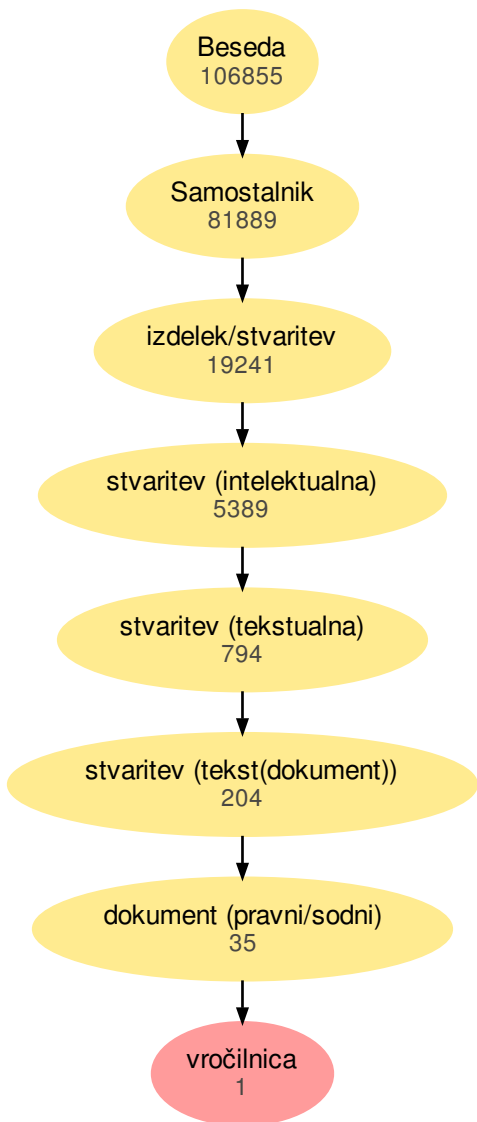 Beseda
106855
Samostalnik
81889
izdelek/stvaritev
19241
stvaritev (intelektualna)
5389
stvaritev (tekstualna)
794
stvaritev (tekst(dokument))
204
dokument (pravni/sodni)
35
vročilnica
1